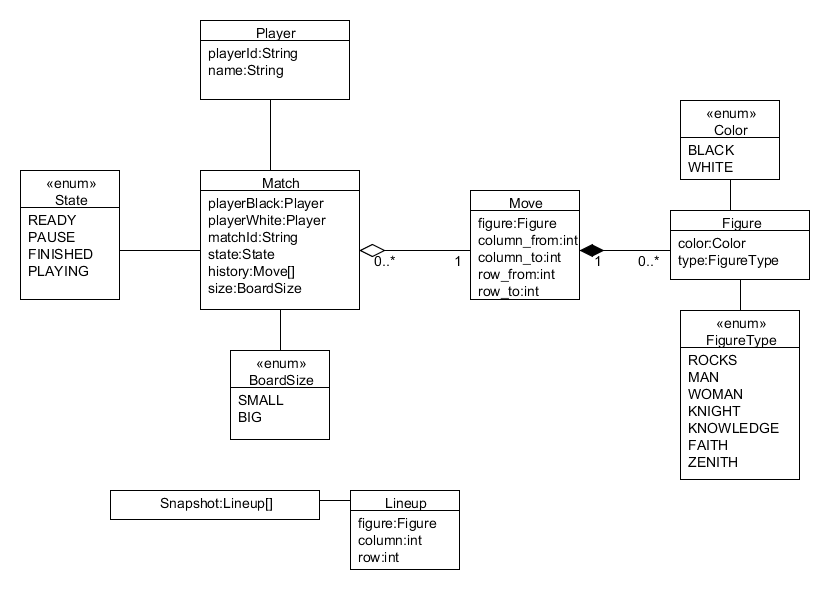 Player
playerId:String
name:String
«enum»
Color
BLACK
WHITE
«enum»
State
READY
PAUSE
FINISHED
PLAYING
Match
playerBlack:Player
playerWhite:Player
matchId:String
state:State
history:Move[]
size:BoardSize
0..*
1
Move
figure:Figure
column_from:int
column_to:int
row_from:int
row_to:int
1
0..*
Figure
color:Color
type:FigureType
«enum»
BoardSize
SMALL
BIG
«enum»
FigureType
ROCKS
MAN
WOMAN
KNIGHT
KNOWLEDGE
FAITH
ZENITH
Snapshot:Lineup[]
Lineup
figure:Figure
column:int
row:int